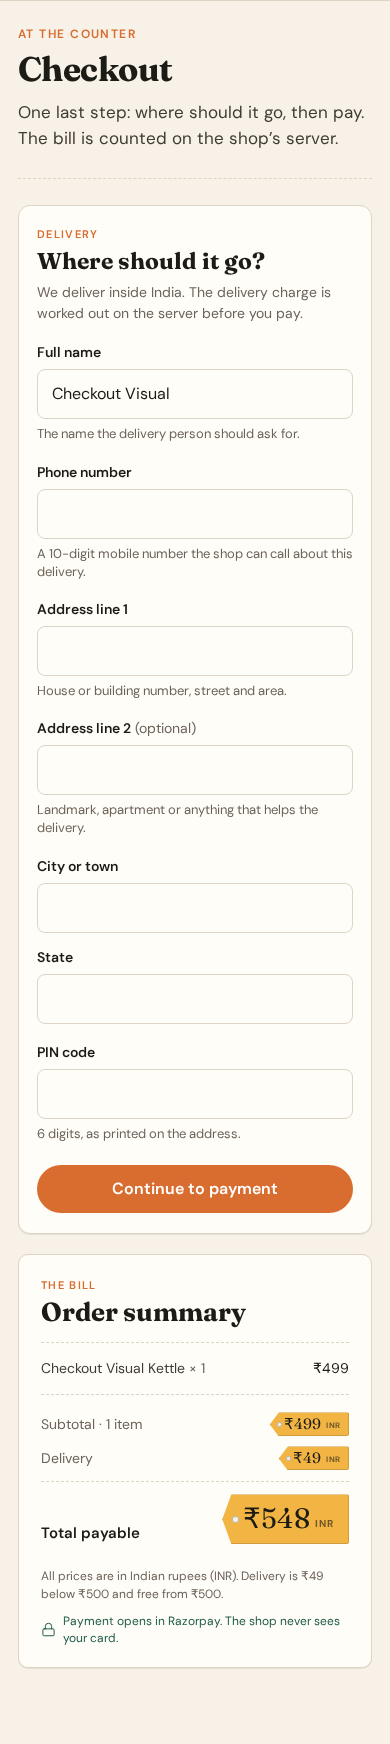 AT THE COUNTER
Checkout
One last step: where should it go, then pay.
The bill is counted on the shop’s server.
DELIVERY
Where should it go?
We deliver inside India. The delivery charge is
worked out on the server before you pay.
Full name
Checkout Visual
The name the delivery person should ask for.
Phone number
A 10-digit mobile number the shop can call about this
delivery.
Address line 1
House or building number, street and area.
Address line 2 (optional)
Landmark, apartment or anything that helps the
delivery.
City or town
State
PIN code
6 digits, as printed on the address.
Continue to payment
THE BILL
Order summary
Checkout Visual Kettle × 1 ₹499
Subtotal · 1 item ₹499 INR
Delivery ₹49 INR
Total payable ₹548 INR
All prices are in Indian rupees (INR). Delivery is ₹49
below ₹500 and free from ₹500.
Payment opens in Razorpay. The shop never sees
your card.